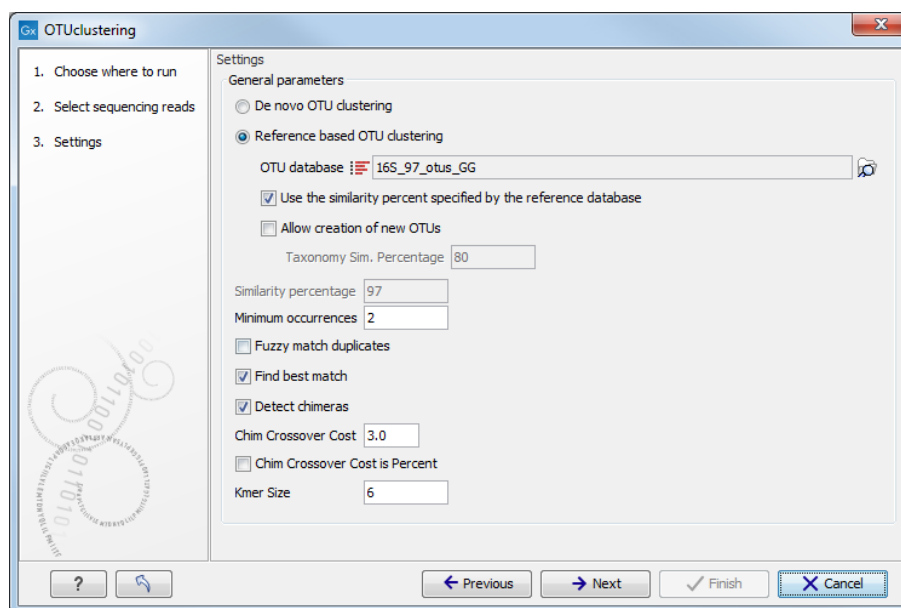 Gx OTUclustering
1. Choose where to run
2. Select sequencing reads
3. Settings
Settings
General parameters
De novo OTU clustering
Reference based OTU clustering
OTU database 16S_97_otus_GG
Use the similarity percent specified by the reference database
Allow creation of new OTUs
Taxonomy Sim. Percentage 80
Similarity percentage 97
Minimum occurrences 2
Fuzzy match duplicates
Find best match
Detect chimeras
Chim Crossover Cost 3.0
Chim Crossover Cost is Percent
Kmer Size 6
? Previous Next Finish Cancel